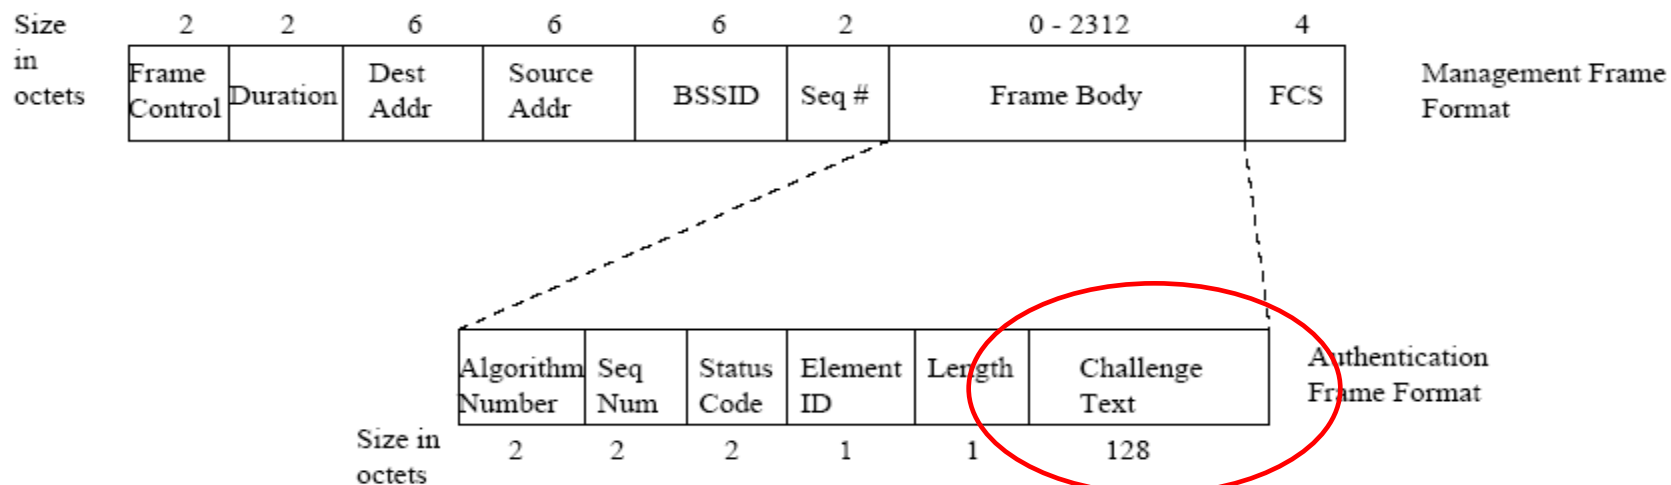 Size
in
octets
2 2 6 6 6 2 0 - 2312 4
Frame
Control
Duration
Dest
Addr
Source
Addr
BSSID
Seq #
Frame Body
FCS
Management Frame
Format
Algorithm
Number
Seq
Num
Status
Code
Element
ID
Length
Challenge
Text
Authentication
Frame Format
Size in
octets
2 2 2 1 1 128